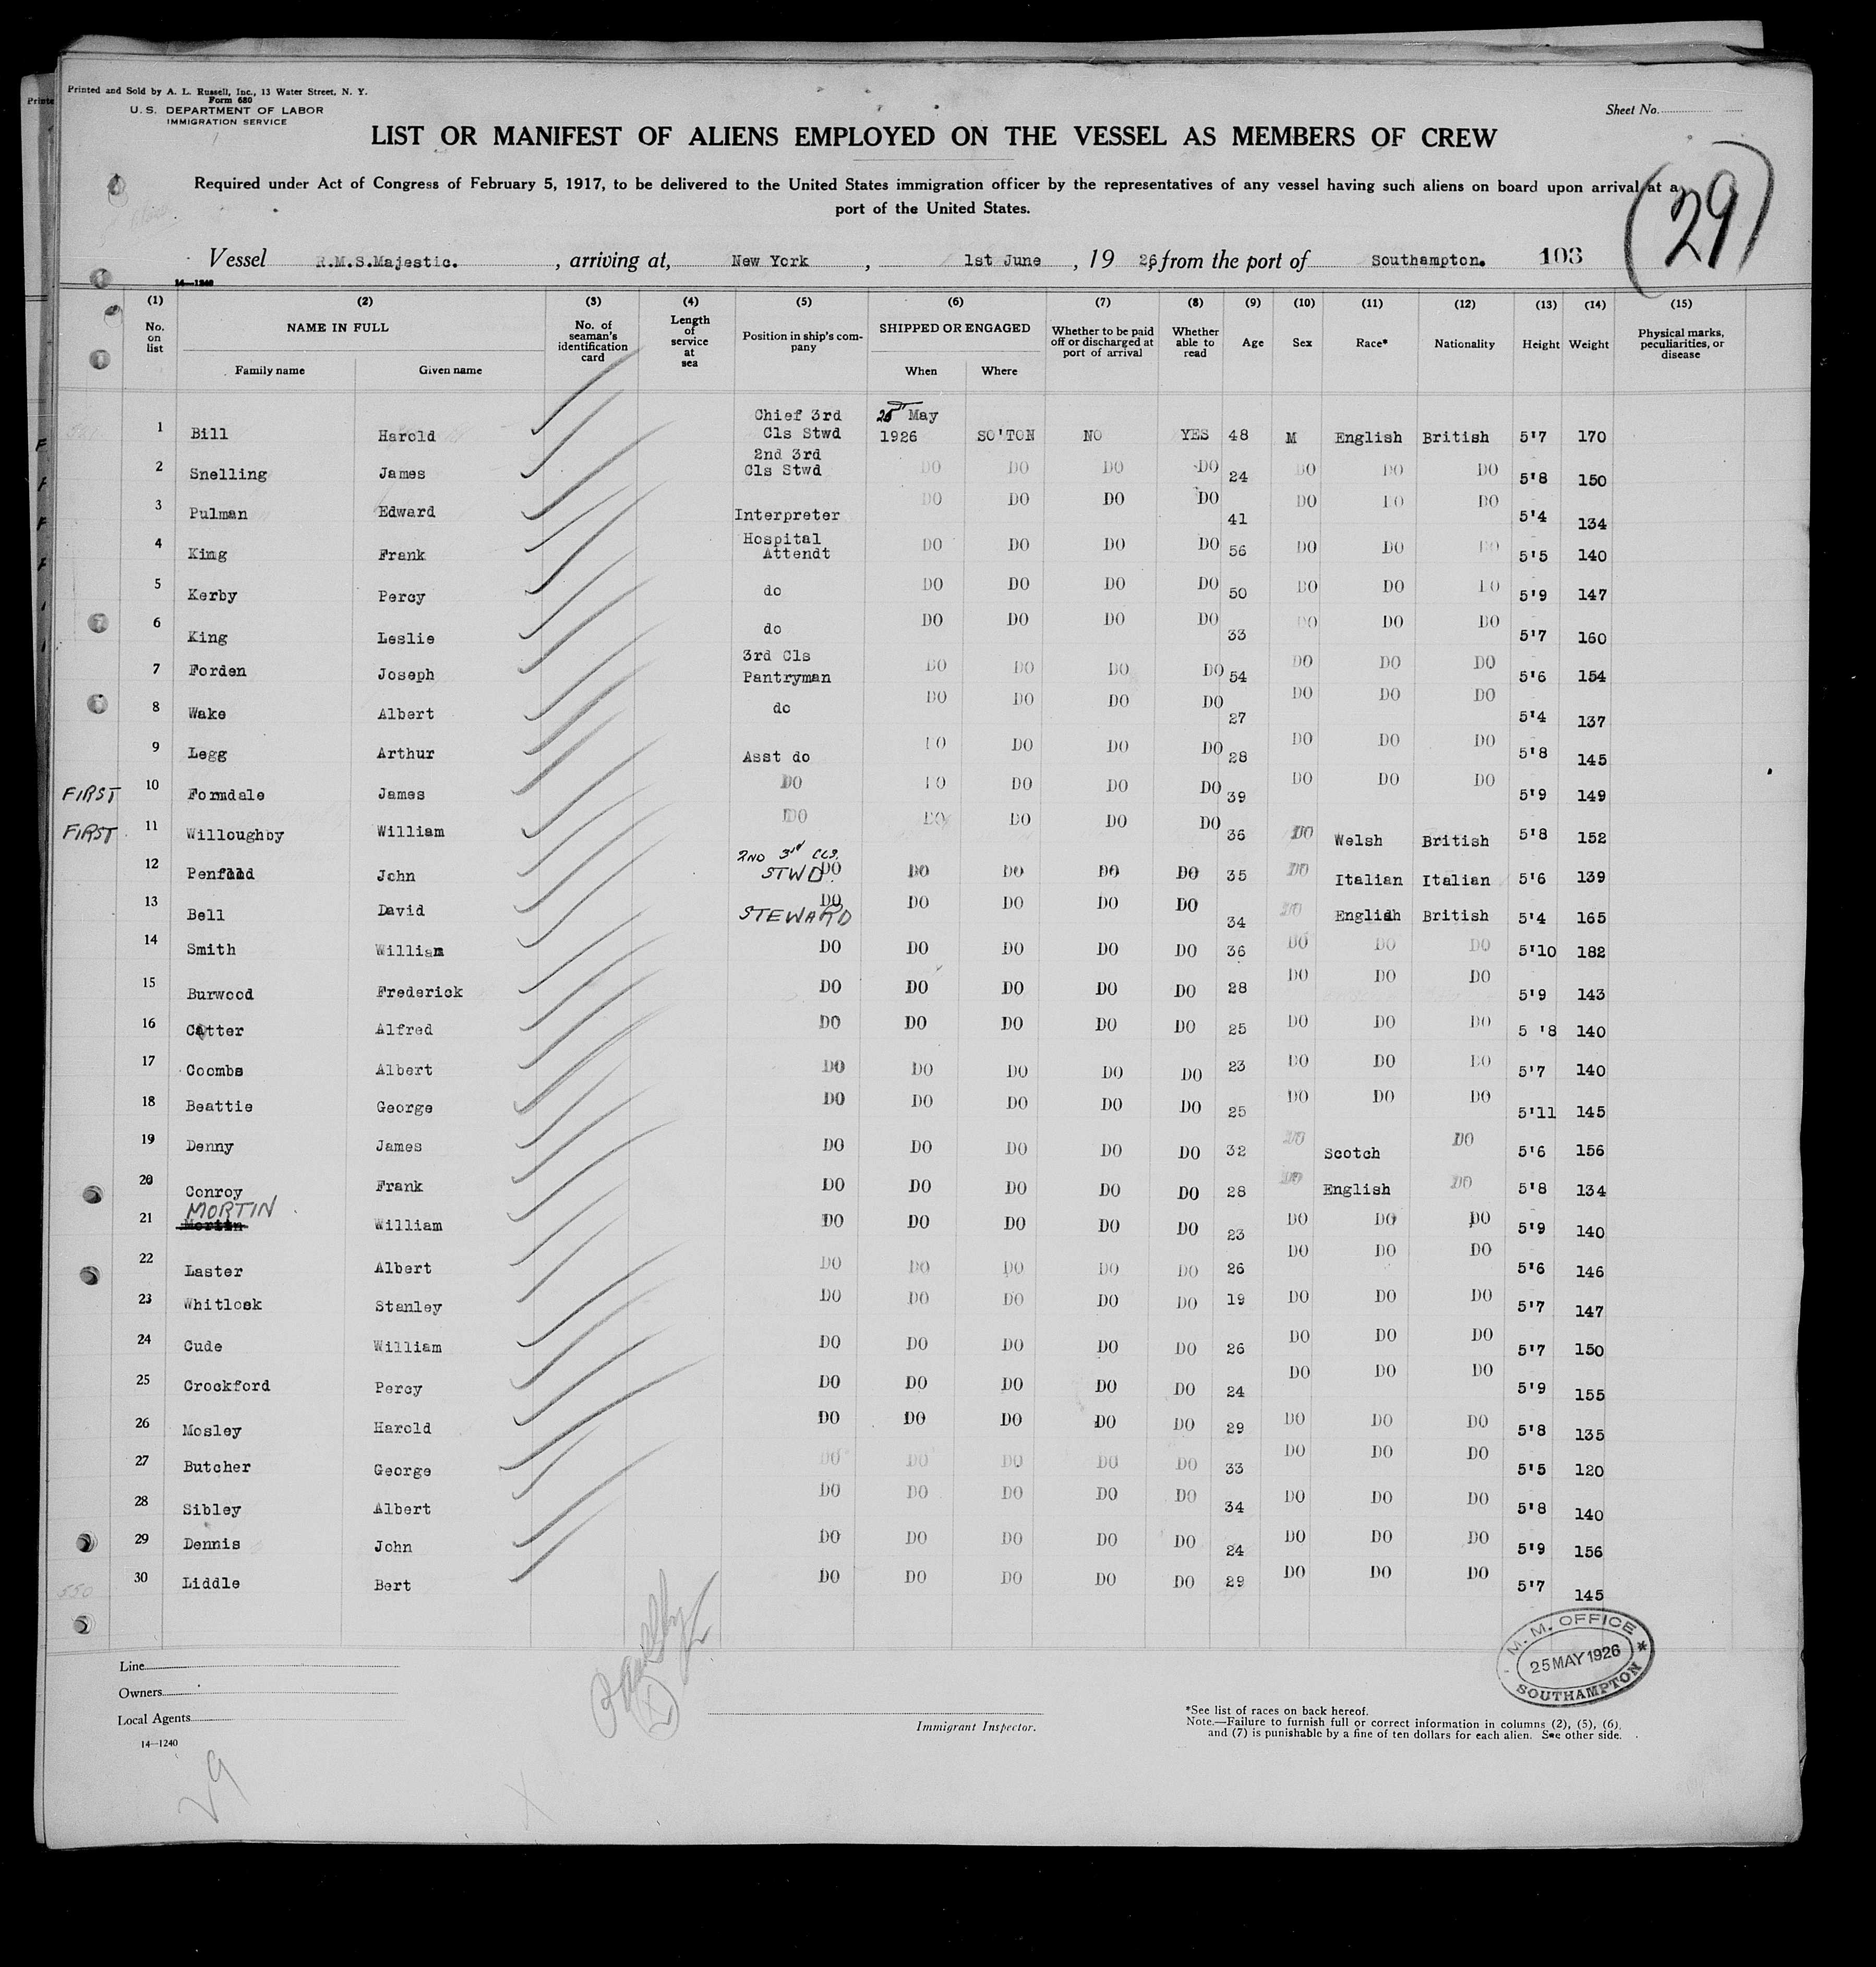 Printed and Sold by A. L. Russell, Inc., 13 Water Street, N. Y.
Form 680
U. S. DEPARTMENT OF LABOR
IMMIGRATION SERVICE
Sheet No.
LIST OR MANIFEST OF ALIENS EMPLOYED ON THE VESSEL AS MEMBERS OF CREW
Required under Act of Congress of February 5, 1917, to be delivered to the United States immigration officer by the representatives of any vessel having such aliens on board upon arrival at a
port of the United States.
(29)
Vessel R.M.S.Majestic. , arriving at, New York , 1st June , 19 26, from the port of Southampton. 103
14—1240
(1) (2) (3) (4) (5) (6) (7) (8) (9) (10) (11) (12) (13) (14) (15)
No. on list NAME IN FULL Family name Given name No. of seaman's identification card Length of service at sea Position in ship's company SHIPPED OR ENGAGED When Where Whether to be paid off or discharged at port of arrival Whether able to read Age Sex Race* Nationality Height Weight Physical marks, peculiarities, or disease
1 Bill Harold Chief 3rd Cls Stwd May 1926 SO'TON NO YES 48 M English British 5'7 170
2 Snelling James 2nd 3rd Cls Stwd DO DO DO DO 24 DO DO DO 5'8 150
3 Pulman Edward Interpreter DO DO DO DO 41 DO DO DO 5'4 134
4 King Frank Hospital Attendt DO DO DO DO 56 DO DO DO 5'5 140
5 Kerby Percy do DO DO DO DO 50 DO DO DO 5'9 147
6 King Leslie do DO DO DO DO 33 DO DO DO 5'7 160
7 Forden Joseph 3rd Cls Pantryman DO DO DO DO 54 DO DO DO 5'6 154
8 Wake Albert do DO DO DO DO 27 DO DO DO 5'4 137
9 Legg Arthur Asst do DO DO DO DO 28 DO DO DO 5'8 145
FIRST 10 Formdale James DO DO DO DO DO 39 DO DO DO 5'9 149
FIRST 11 Willoughby William DO DO DO DO DO 36 DO Welsh British 5'8 152
12 John 2ND 3rd CLS. STWD. DO DO DO DO DO 35 DO Italian Italian 5'6 139
13 Bell David DO STEWARD DO DO DO DO 34 DO English British 5'4 165
14 Smith William DO DO DO DO DO 36 DO DO DO 5'10 182
15 Burwood Frederick DO DO DO DO DO 28 DO DO DO 5'9 143
16 Cutter Alfred DO DO DO DO DO 25 DO DO DO 5 '8 140
17 Coombs Albert DO DO DO DO DO 23 DO DO DO 5'7 140
18 Beattie George DO DO DO DO DO 25 DO DO DO 5'11 145
19 Denny James DO DO DO DO DO 32 DO Scotch DO 5'6 156
20 Conroy Frank DO DO DO DO DO 28 DO English DO 5'8 134
21 MORTIN Mortin William DO DO DO DO DO 23 DO DO DO 5'9 140
22 Laster Albert DO DO DO DO DO 26 DO DO DO 5'6 146
23 Whitlock Stanley DO DO DO DO DO 19 DO DO DO 5'7 147
24 Cude William DO DO DO DO DO 26 DO DO DO 5'7 150
25 Crockford Percy DO DO DO DO DO 24 DO DO DO 5'9 155
26 Mosley Harold DO DO DO DO DO 29 DO DO DO 5'8 135
27 Butcher George DO DO DO DO DO 33 DO DO DO 5'5 120
28 Sibley Albert DO DO DO DO DO 34 DO DO DO 5'8 140
29 Dennis John DO DO DO DO DO 24 DO DO DO 5'9 156
550 30 Liddle Bert DO DO DO DO DO 29 DO DO DO 5'7 145
M. M. OFFICE
25 MAY 1926
SOUTHAMPTON
Line
Owners
Local Agents
14—1240
Immigrant Inspector.
*See list of races on back hereof.
Note.—Failure to furnish full or correct information in columns (2), (5), (6),
and (7) is punishable by a fine of ten dollars for each alien. See other side.
29